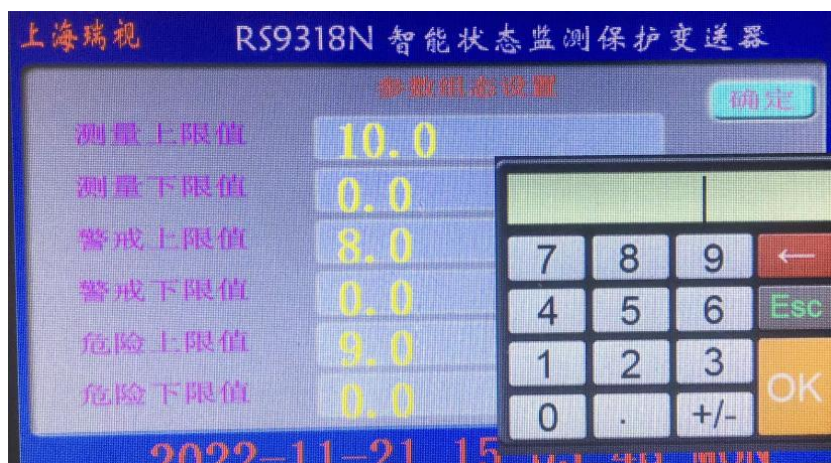 上海瑞视 RS9318N 智能状态监测保护变送器
参数组态设置
确定
测量上限值 10.0
测量下限值 0.0
警戒上限值 8.0
警戒下限值 0.0
危险上限值 9.0
危险下限值 0.0
7 8 9 ←
4 5 6 Esc
1 2 3
0 . +/- OK
2022-11-21 15 MON